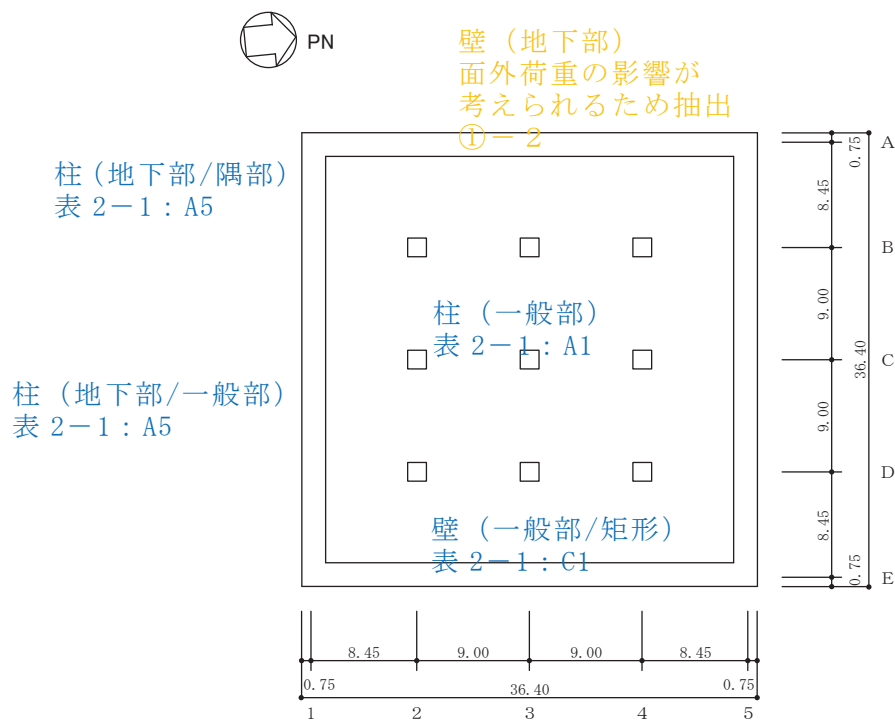 PN
壁（地下部）
面外荷重の影響が
考えられるため抽出
①－2
柱（地下部/隅部）
表 2－1：A5
柱（一般部）
表 2－1：A1
柱（地下部/一般部）
表 2－1：A5
壁（一般部/矩形）
表 2－1：C1
A
0.75
8.45
B
9.00
36.40
C
9.00
D
8.45
0.75
E
8.45
9.00
9.00
8.45
0.75
36.40
0.75
1
2
3
4
5